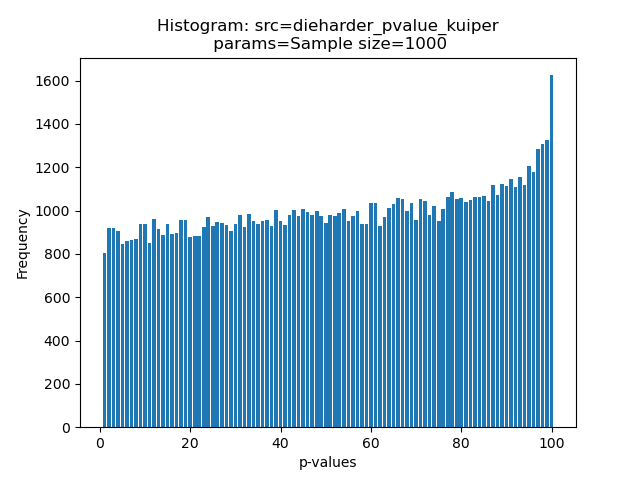 Histogram: src=dieharder_pvalue_kuiper
params=Sample size=1000
1600
1400
1200
1000
800
600
400
200
0
Frequency
0 20 40 60 80 100
p-values